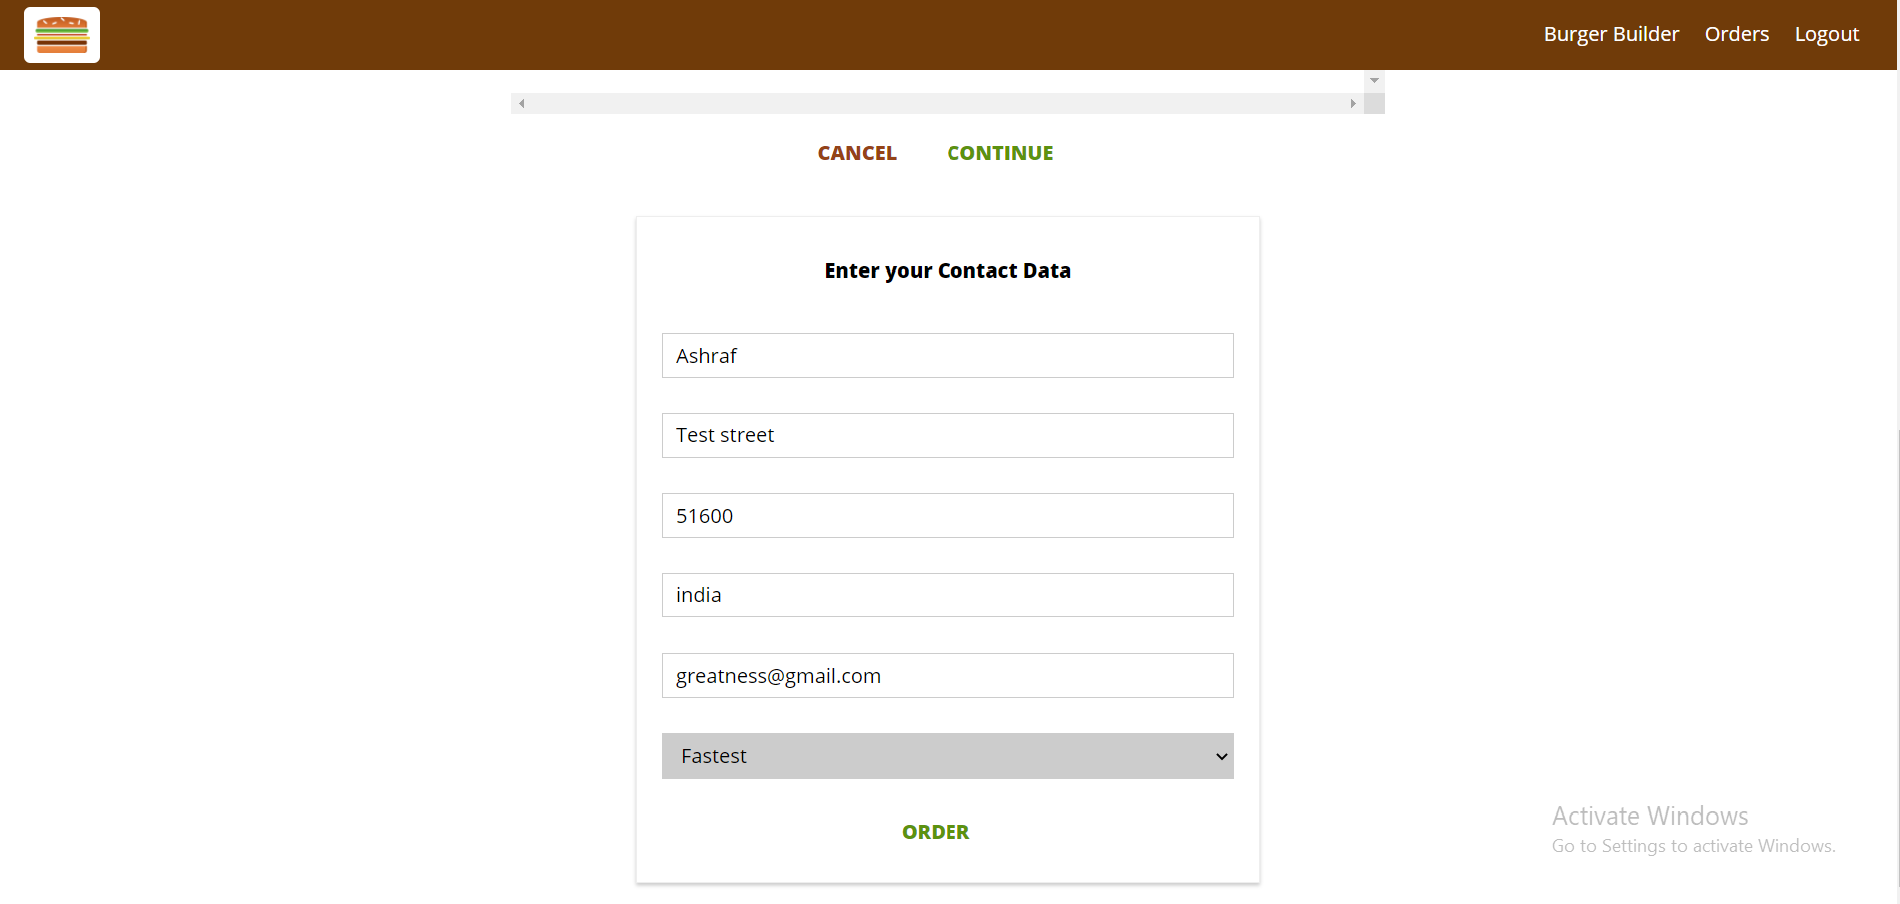 Burger Builder Orders Logout
CANCEL CONTINUE
Enter your Contact Data
Ashraf
Test street
51600
india
greatness@gmail.com
Fastest
ORDER
Activate Windows
Go to Settings to activate Windows.